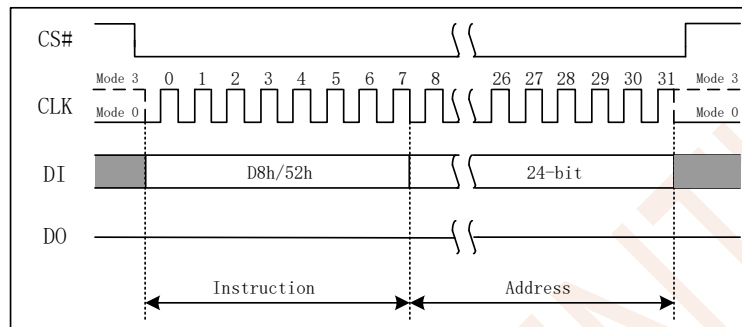 CS#
Mode 3 0 1 2 3 4 5 6 7 8 26 27 28 29 30 31 Mode 3
CLK
Mode 0 Mode 0
DI D8h/52h 24-bit
DO
Instruction Address